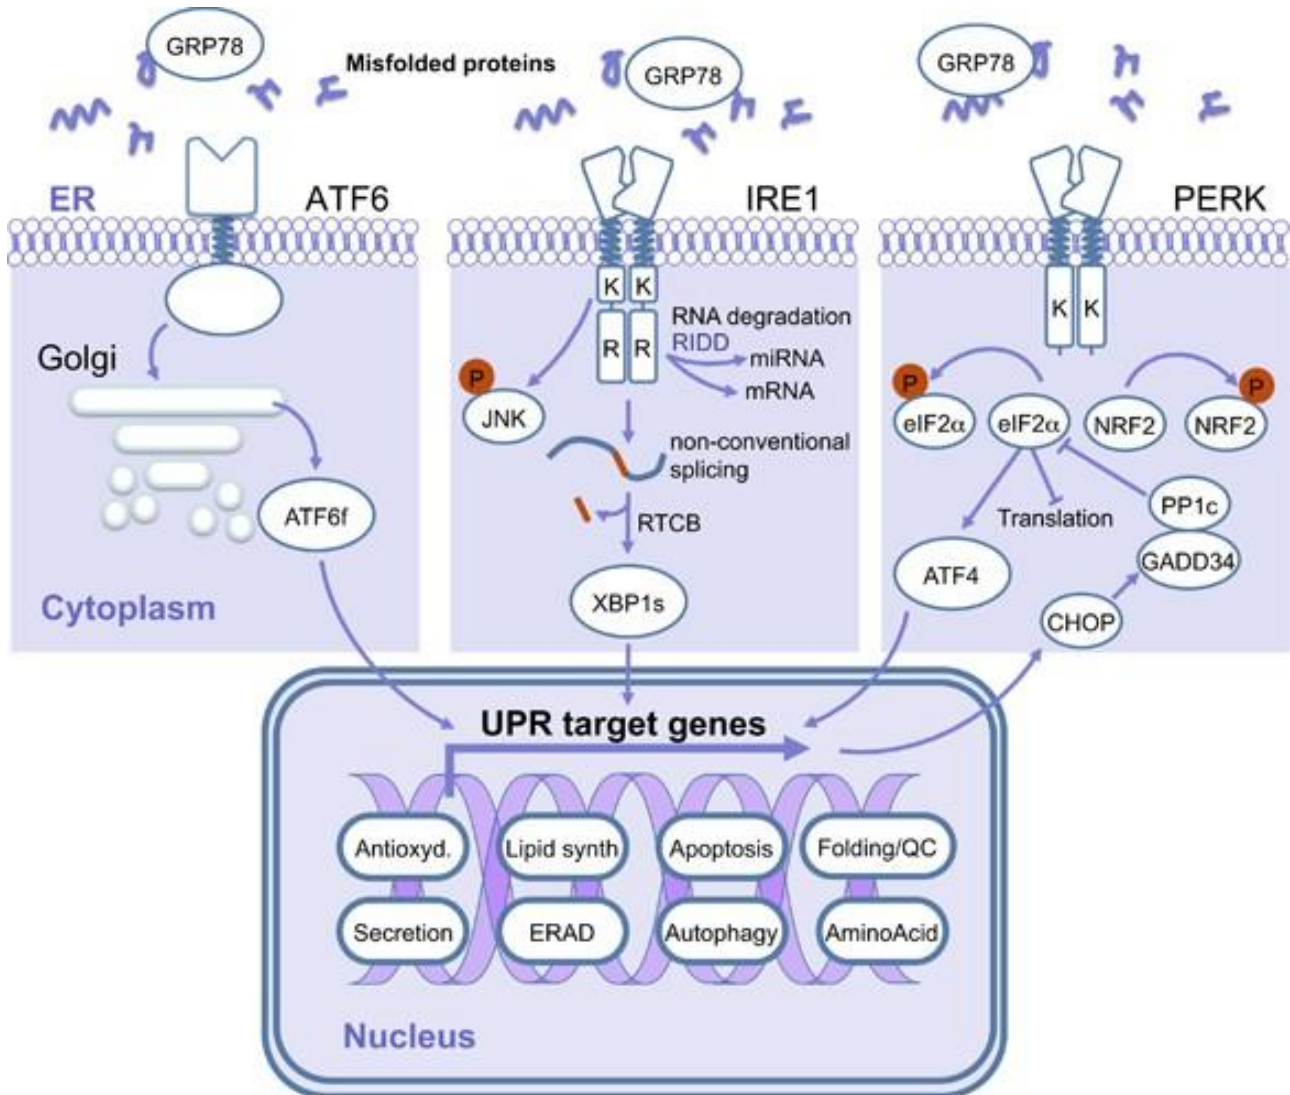 GRP78
Misfolded proteins
GRP78
GRP78
ER
ATF6
IRE1
PERK
Golgi
ATF6f
Cytoplasm
K K
R R
RNA degradation
RIDD
miRNA
mRNA
P
JNK
non-conventional
splicing
RTCB
XBP1s
K K
P
eIF2α
eIF2α
NRF2
P
NRF2
Translation
PP1c
GADD34
ATF4
CHOP
UPR target genes
Antioxyd.
Lipid synth
Apoptosis
Folding/QC
Secretion
ERAD
Autophagy
AminoAcid
Nucleus